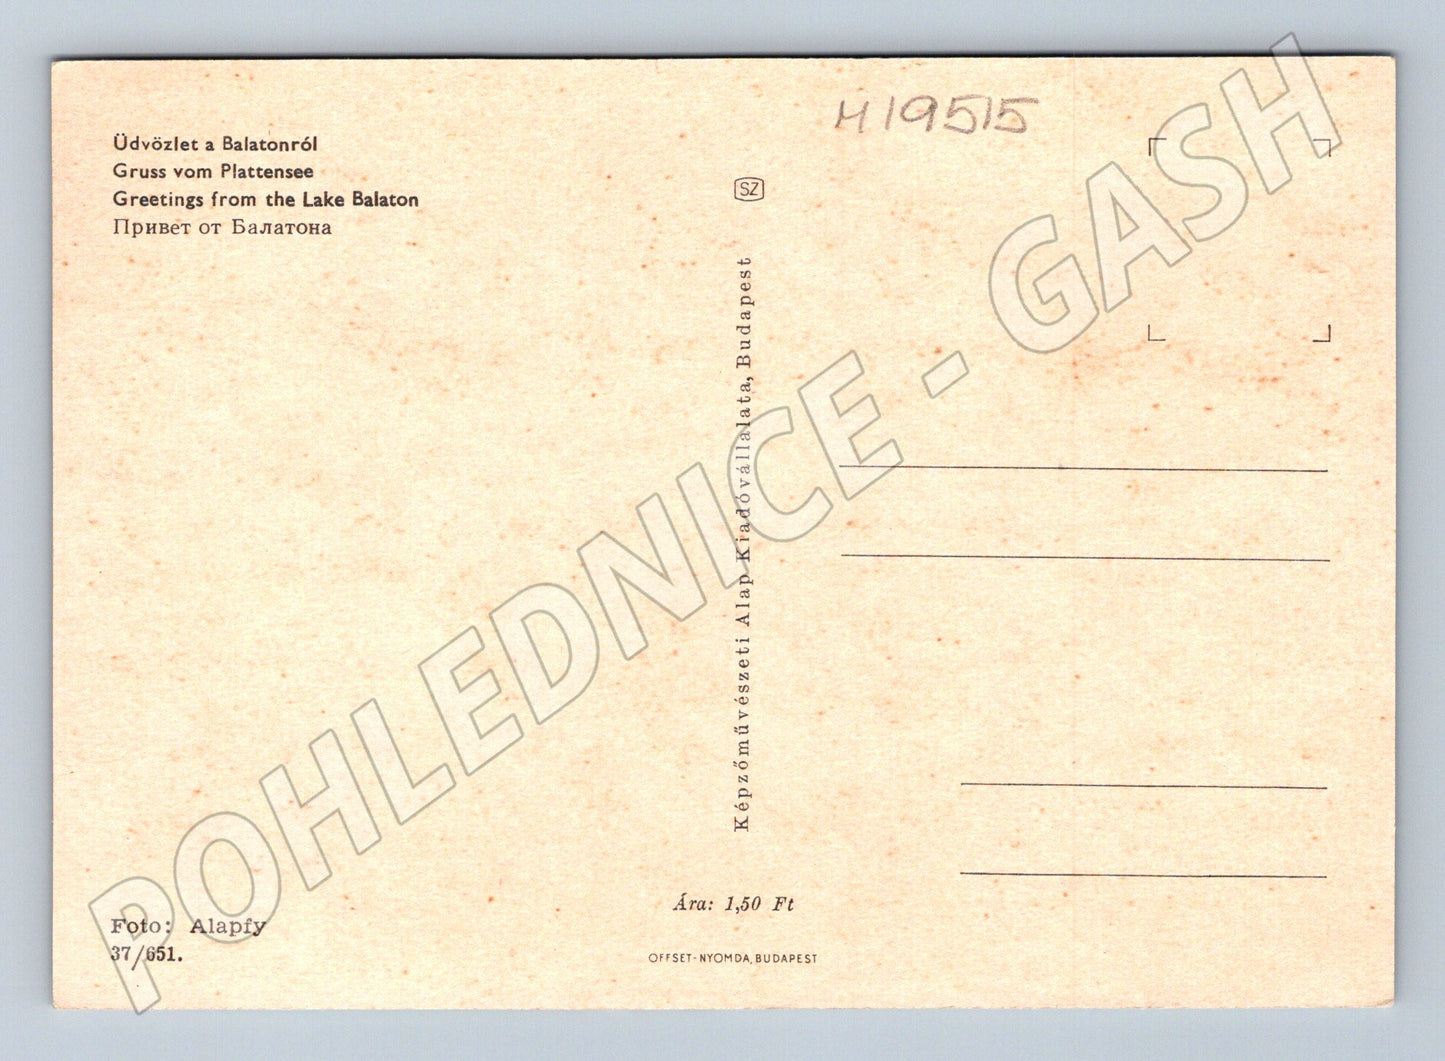 Üdvözlet a Balatonról
Gruss vom Plattensee
Greetings from the Lake Balaton
Привет от Балатона
H19515
SZ
Képzőművészeti Alap Kiadóvállalata, Budapest
Foto: Alapfy
37/651.
Ára: 1,50 Ft
OFFSET-NYOMDA, BUDAPEST
POHLEDNICE - GASH